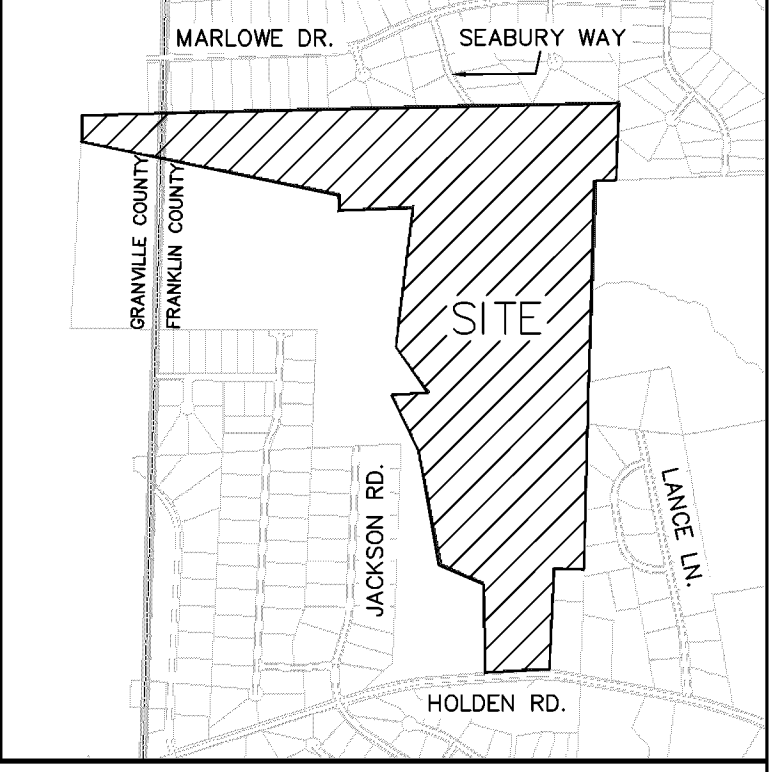 MARLOWE DR.
SEABURY WAY
GRANVILLE COUNTY
FRANKLIN COUNTY
SITE
JACKSON RD.
LANCE LN.
HOLDEN RD.